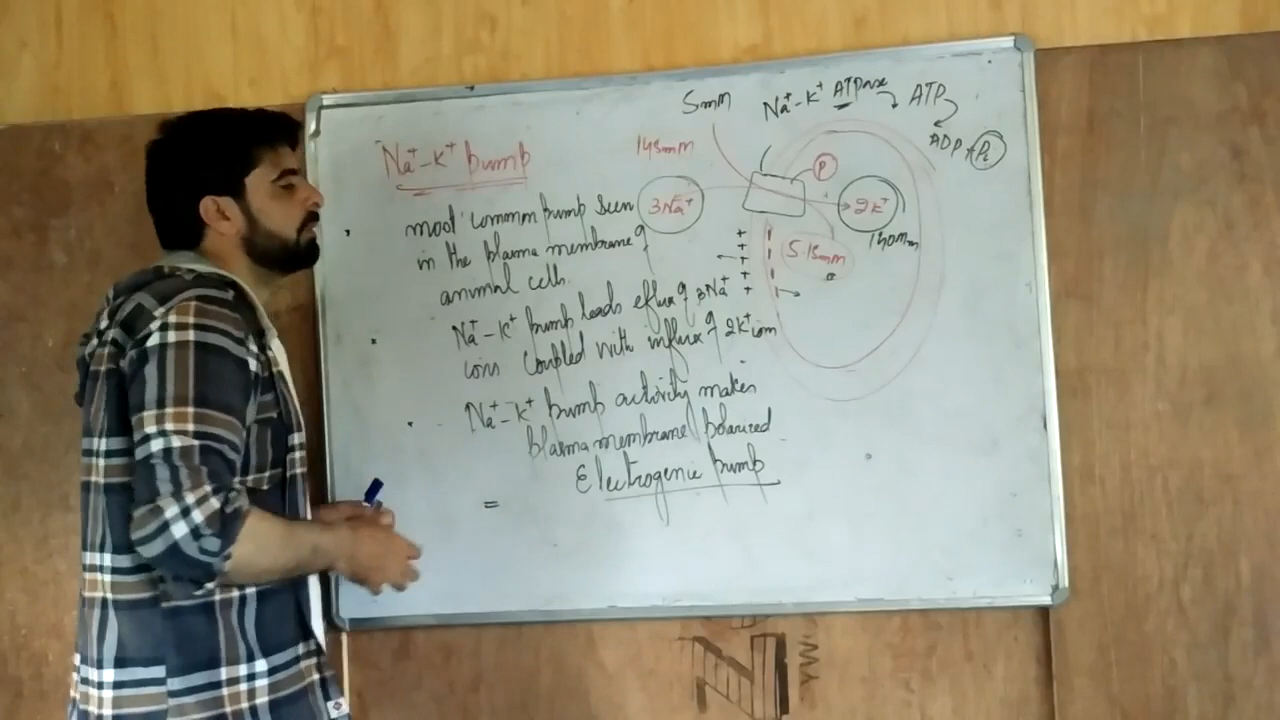 Na⁺-K⁺ pump
most common pump seen
in the plasma membrane of
animal cells.
Na⁺-K⁺ pump leads efflux of 3Na⁺
ions coupled with influx of 2K⁺ ion
Na⁺-K⁺ pump activity makes
plasma membrane polarized
= Electrogenic pump
5mM
Na⁺-K⁺ ATPase
ATP
ADP + Pi
145mM
3Na⁺
P
2K⁺
140mM
5-15mM
+
+
+
+
+